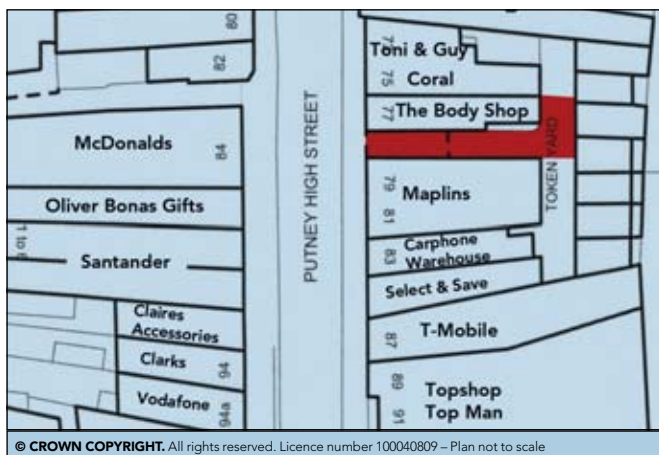 80
82
McDonalds
84
Oliver Bonas Gifts
Santander
Claires
Accessories
Clarks
94
Vodafone
94a
PUTNEY HIGH STREET
Toni & Guy
75
Coral
77
The Body Shop
TOKEN YARD
79
81
Maplins
83
Carphone
Warehouse
Select & Save
87
T-Mobile
89
91
Topshop
Top Man
© CROWN COPYRIGHT. All rights reserved. Licence number 100040809 – Plan not to scale